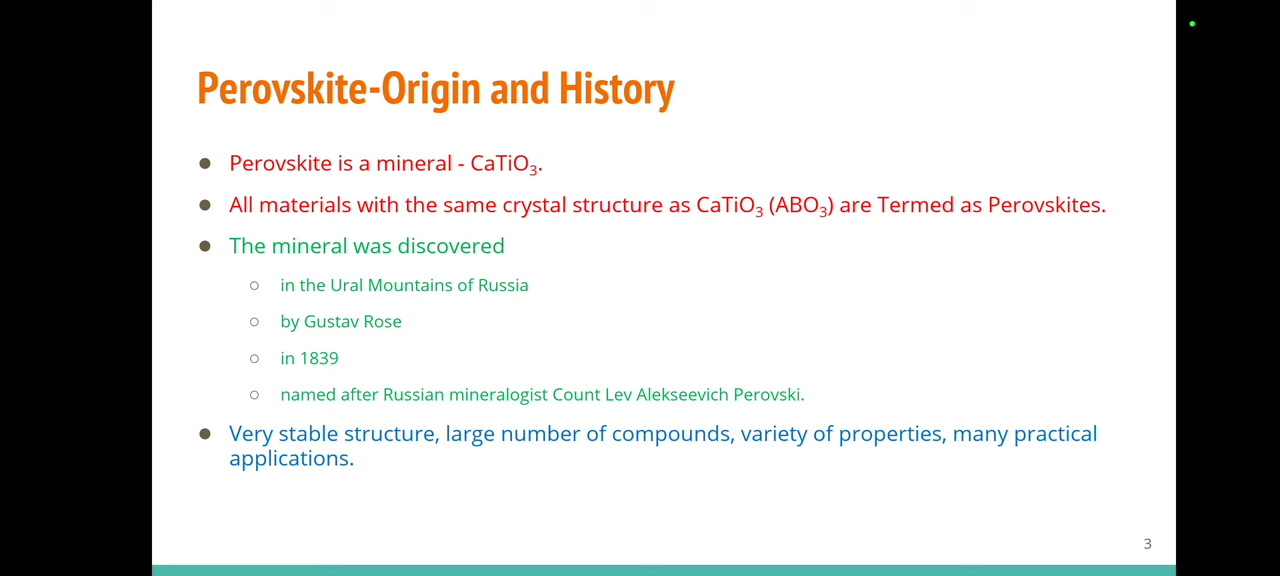 Perovskite-Origin and History
● Perovskite is a mineral - CaTiO₃.
● All materials with the same crystal structure as CaTiO₃ (ABO₃) are Termed as Perovskites.
● The mineral was discovered
○ in the Ural Mountains of Russia
○ by Gustav Rose
○ in 1839
○ named after Russian mineralogist Count Lev Alekseevich Perovski.
● Very stable structure, large number of compounds, variety of properties, many practical
applications.
3